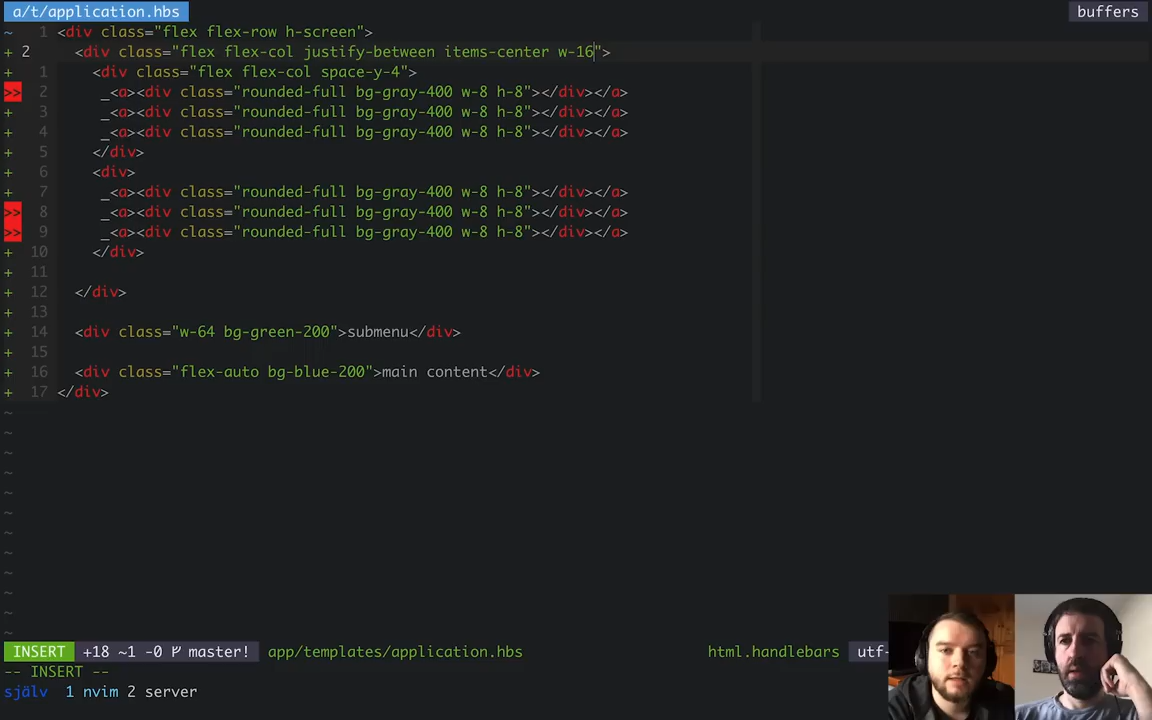 a/t/application.hbs buffers
~ 1 <div class="flex flex-row h-screen">
+ 2 <div class="flex flex-col justify-between items-center w-16">
+ 1 <div class="flex flex-col space-y-4">
>> 2 _<a><div class="rounded-full bg-gray-400 w-8 h-8"></div></a>
+ 3 _<a><div class="rounded-full bg-gray-400 w-8 h-8"></div></a>
+ 4 _<a><div class="rounded-full bg-gray-400 w-8 h-8"></div></a>
+ 5 </div>
+ 6 <div>
+ 7 _<a><div class="rounded-full bg-gray-400 w-8 h-8"></div></a>
>> 8 _<a><div class="rounded-full bg-gray-400 w-8 h-8"></div></a>
>> 9 _<a><div class="rounded-full bg-gray-400 w-8 h-8"></div></a>
+ 10 </div>
+ 11
+ 12 </div>
+ 13
+ 14 <div class="w-64 bg-green-200">submenu</div>
+ 15
+ 16 <div class="flex-auto bg-blue-200">main content</div>
+ 17 </div>
~
~
~
~
~
~
~
~
~
~
~
~
INSERT +18 ~1 -0 master! app/templates/application.hbs html.handlebars utf-
-- INSERT --
själv 1 nvim 2 server